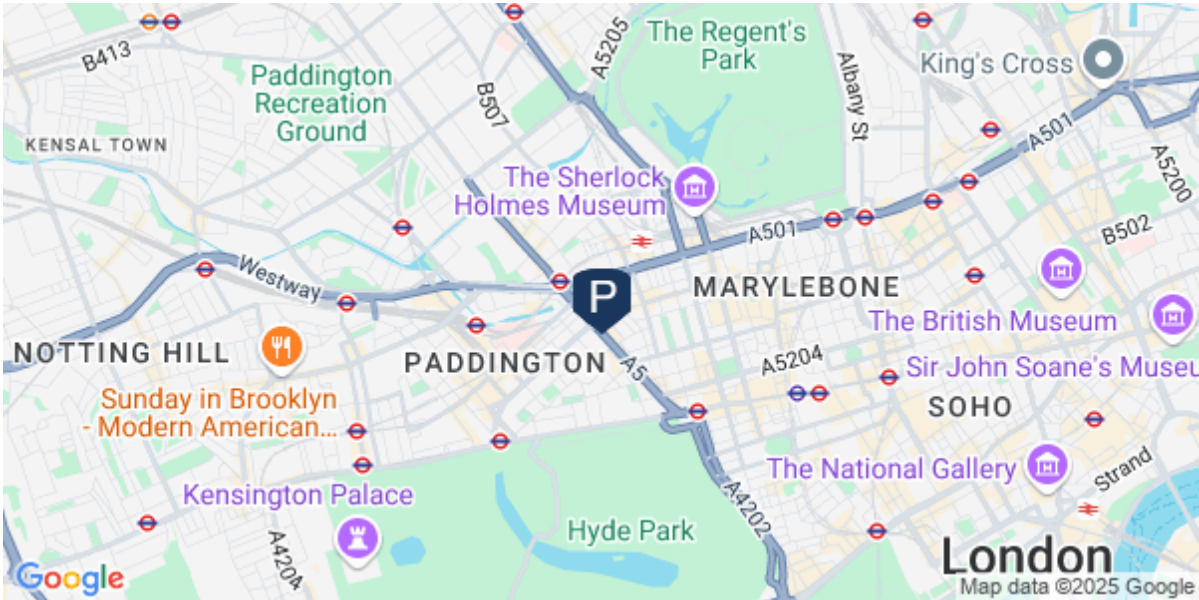 B413
A5205
The Regent's
Park
King's Cross
Paddington
Recreation
Ground
B507
Albany St
A501
KENSAL TOWN
A5200
The Sherlock
Holmes Museum
A501
B502
Westway
MARYLEBONE
P
The British Museum
NOTTING HILL
PADDINGTON
A5
A5204
Sir John Soane's Museu
Sunday in Brooklyn
- Modern American...
SOHO
The National Gallery
Strand
Kensington Palace
A4202
Hyde Park
A4204
London
Google
Map data ©2025 Google